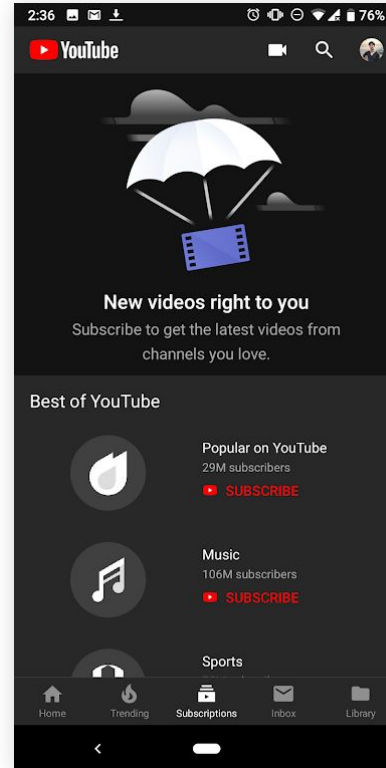 2:36
76%
YouTube
New videos right to you
Subscribe to get the latest videos from
channels you love.
Best of YouTube
Popular on YouTube
29M subscribers
SUBSCRIBE
Music
106M subscribers
SUBSCRIBE
Sports
Home
Trending
Subscriptions
Inbox
Library